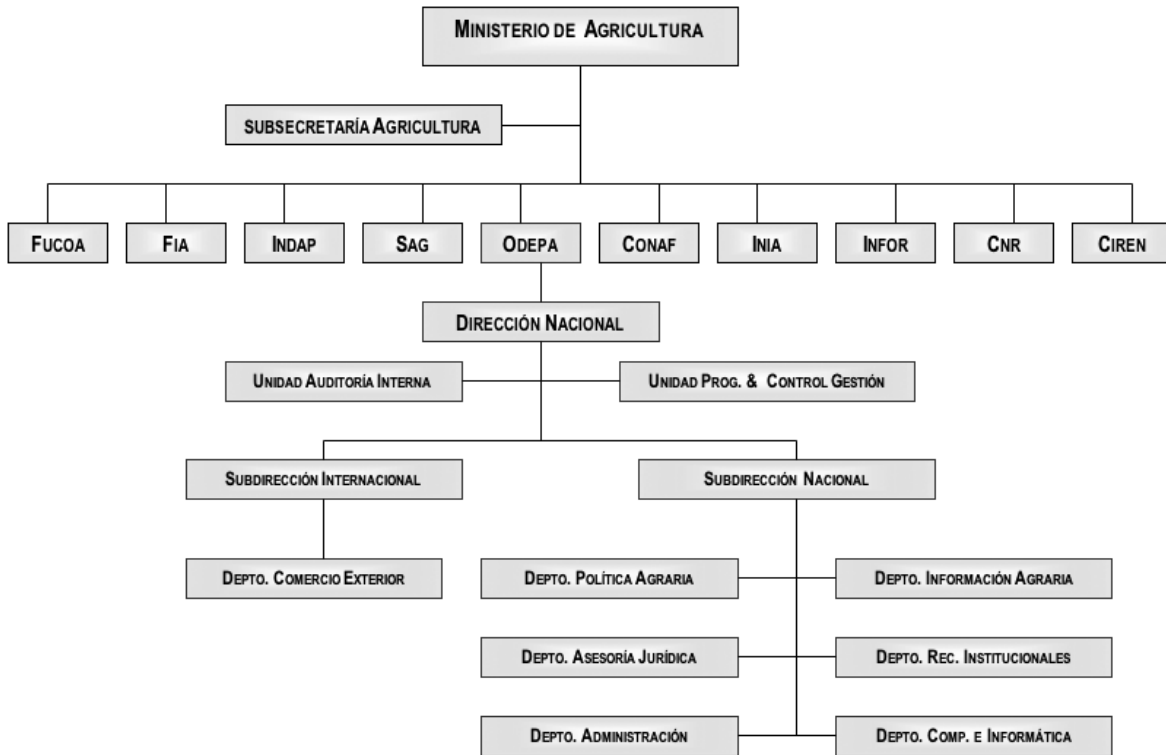 MINISTERIO DE AGRICULTURA
SUBSECRETARÍA AGRICULTURA
FUCOA
FIA
INDAP
SAG
ODEPA
CONAF
INIA
INFOR
CNR
CIREN
DIRECCIÓN NACIONAL
UNIDAD AUDITORÍA INTERNA
UNIDAD PROG. & CONTROL GESTIÓN
SUBDIRECCIÓN INTERNACIONAL
SUBDIRECCIÓN NACIONAL
DEPTO. COMERCIO EXTERIOR
DEPTO. POLÍTICA AGRARIA
DEPTO. INFORMACIÓN AGRARIA
DEPTO. ASESORÍA JURÍDICA
DEPTO. REC. INSTITUCIONALES
DEPTO. ADMINISTRACIÓN
DEPTO. COMP. E INFORMÁTICA